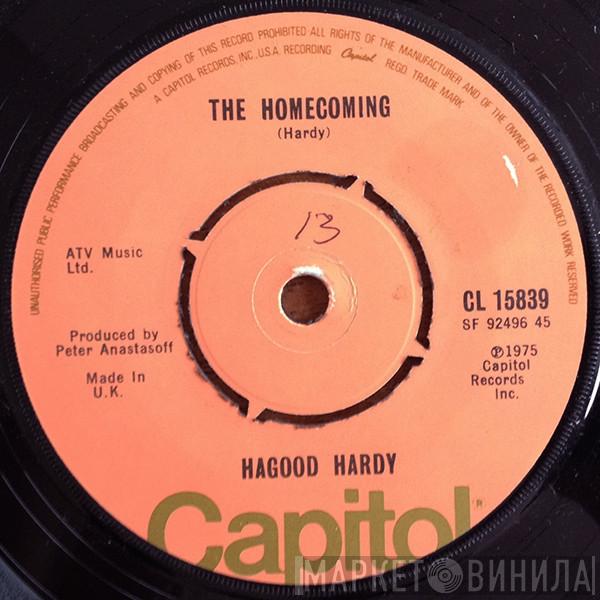 UNAUTHORISED PUBLIC PERFORMANCE BROADCASTING AND COPYING OF THIS RECORD PROHIBITED ALL RIGHTS OF THE MANUFACTURER AND OF THE OWNER OF THE RECORDED WORK RESERVED
A CAPITOL RECORDS, INC., U.S.A. RECORDING Capitol REGD. TRADE MARK
THE HOMECOMING
(Hardy)
13
ATV Music
Ltd.
CL 15839
SF 92496 45
Produced by
Peter Anastasoff
℗1975
Capitol
Records
Inc.
Made In
U.K.
HAGOOD HARDY
Capitol®
МАРКЕТ ВИНИЛА